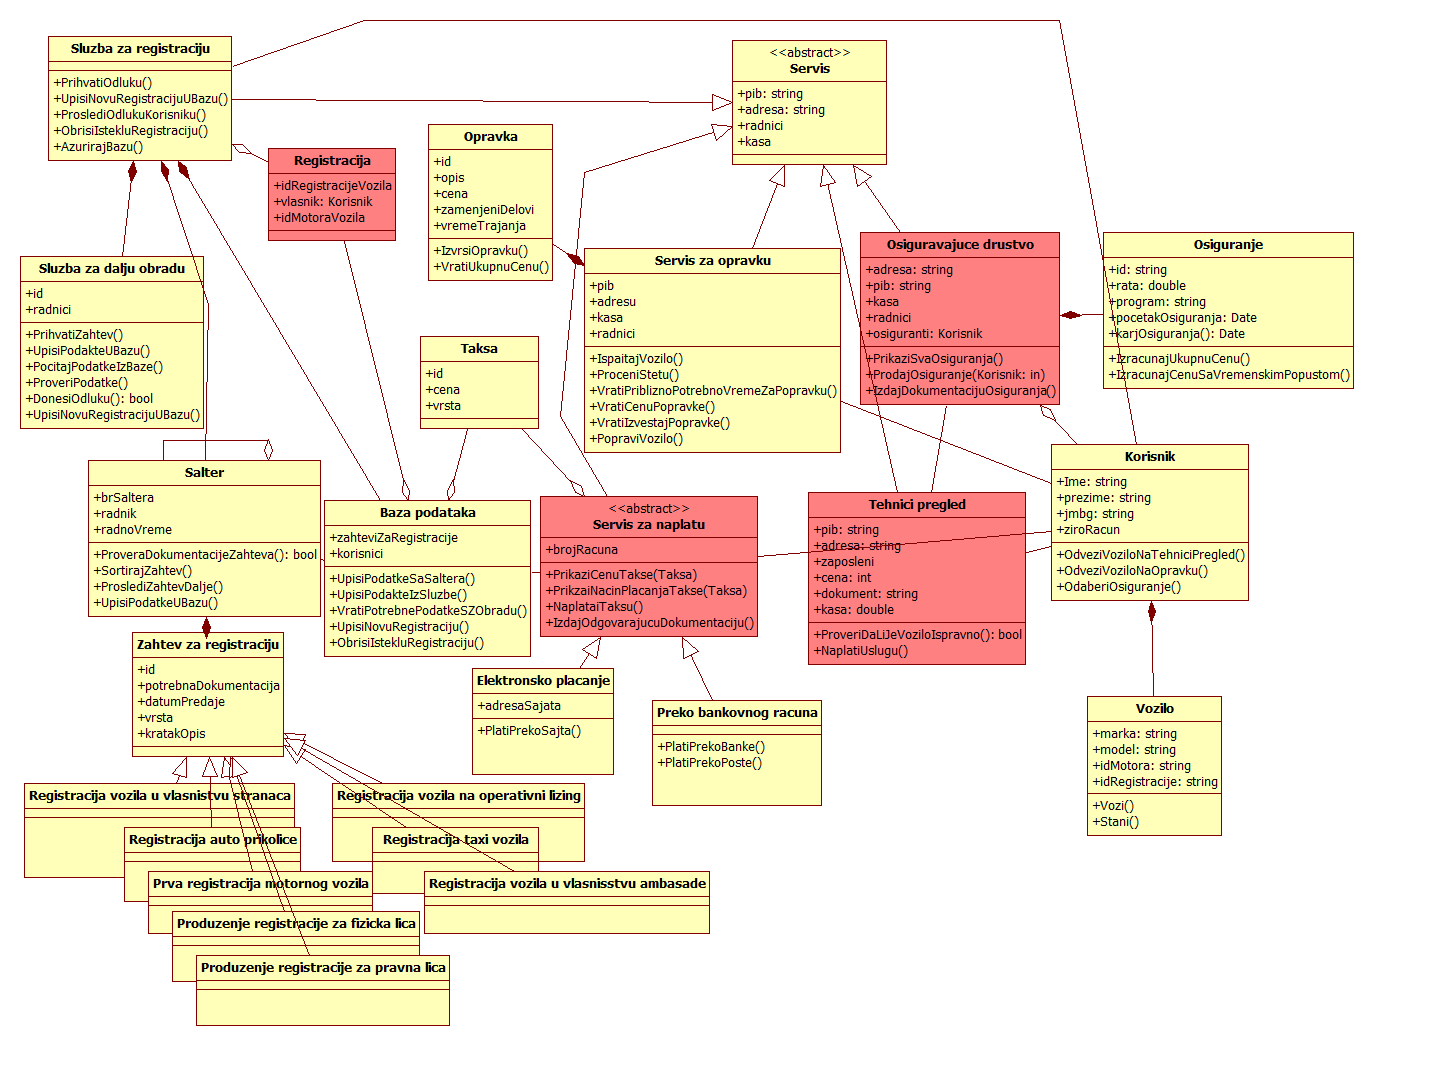 Sluzba za registraciju
+PrihvatiOdluku()
+UpisiNovuRegistracijuUBazu()
+ProslediOdlukuKorisniku()
+ObrisiIstekluRegistraciju()
+AzurirajBazu()
<<abstract>>
Servis
+pib: string
+adresa: string
+radnici
+kasa
Opravka
+id
+opis
+cena
+zamenjeniDelovi
+vremeTrajanja
+IzvrsiOpravku()
+VratiUkupnuCenu()
Registracija
+idRegistracijeVozila
+vlasnik: Korisnik
+idMotoraVozila
Sluzba za dalju obradu
+id
+radnici
+PrihvatiZahtev()
+UpisiPodakteUBazu()
+PocitajPodatkeIzBaze()
+ProveriPodatke()
+DonesiOdluku(): bool
+UpisiNovuRegistracijuUBazu()
Servis za opravku
+pib
+adresu
+kasa
+radnici
+IspaitajVozilo()
+ProceniStetu()
+VratiPribliznoPotrebnoVremeZaPopravku()
+VratiCenuPopravke()
+VratiIzvestajPopravke()
+PopraviVozilo()
Osiguravajuce drustvo
+adresa: string
+pib: string
+kasa
+radnici
+osiguranti: Korisnik
+PrikaziSvaOsiguranja()
+ProdajOsiguranje(Korisnik: in)
+IzdajDokumentacijuOsiguranja()
Osiguranje
+id: string
+rata: double
+program: string
+pocetakOsiguranja: Date
+karjOsiguranja(): Date
+IzracunajUkupnuCenu()
+IzracunajCenuSaVremenskimPopustom()
Taksa
+id
+cena
+vrsta
Salter
+brSaltera
+radnik
+radnoVreme
+ProveraDokumentacijeZahteva(): bool
+SortirajZahtev()
+ProslediZahtevDalje()
+UpisiPodatkeUBazu()
Baza podataka
+zahteviZaRegistracije
+korisnici
+UpisiPodatkeSaSaltera()
+UpisiPodakteIzSluzbe()
+VratiPotrebnePodatkeSZObradu()
+UpisiNovuRegistraciju()
+ObrisiIstekluRegistraciju()
<<abstract>>
Servis za naplatu
+brojRacuna
+PrikaziCenuTakse(Taksa)
+PrikzaiNacinPlacanjaTakse(Taksa)
+NaplataiTaksu()
+IzdajOdgovarajucuDokumentaciju()
Tehnici pregled
+pib: string
+adresa: string
+zaposleni
+cena: int
+dokument: string
+kasa: double
+ProveriDaLiJeVoziloIspravno(): bool
+NaplatiUslugu()
Korisnik
+Ime: string
+prezime: string
+jmbg: string
+ziroRacun
+OdveziVoziloNaTehniciPregled()
+OdveziVoziloNaOpravku()
+OdaberiOsiguranje()
Zahtev za registraciju
+id
+potrebnaDokumentacija
+datumPredaje
+vrsta
+kratakOpis
Elektronsko placanje
+adresaSajata
+PlatiPrekoSajta()
Preko bankovnog racuna
+PlatiPrekoBanke()
+PlatiPrekoPoste()
Vozilo
+marka: string
+model: string
+idMotora: string
+idRegistracije: string
+Vozi()
+Stani()
Registracija vozila u vlasnistvu stranaca
Registracija vozila na operativni lizing
Registracija auto prikolice
Registracija taxi vozila
Prva registracija motornog vozila
Registracija vozila u vlasnisstvu ambasade
Produzenje registracije za fizicka lica
Produzenje registracije za pravna lica